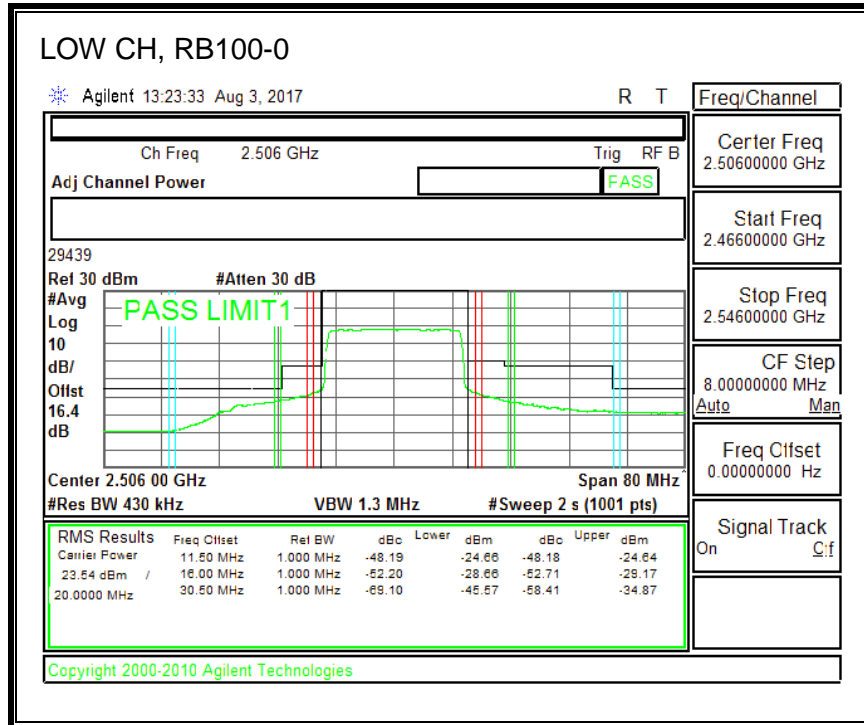 LOW CH, RB100-0
Agilent 13:23:33 Aug 3, 2017 R T
Freq/Channel
Ch Freq 2.506 GHz Trig RF B
Adj Channel Power PASS
Center Freq
2.50600000 GHz
Start Freq
2.46600000 GHz
Stop Freq
2.54600000 GHz
CF Step
8.00000000 MHz
Auto Man
Freq Offset
0.00000000 Hz
Signal Track
On Off
29439
Ref 30 dBm #Atten 30 dB
#Avg
Log
10
dB/
Offst
16.4
dB
PASS LIMIT1
Center 2.506 00 GHz Span 80 MHz
#Res BW 430 kHz VBW 1.3 MHz #Sweep 2 s (1001 pts)
RMS Results Freq Offset Ref BW dBc Lower dBm dBc Upper dBm
Carrier Power 11.50 MHz 1.000 MHz -48.19 -24.66 -48.18 -24.64
23.54 dBm / 16.00 MHz 1.000 MHz -52.20 -28.66 -52.71 -29.17
20.0000 MHz 30.50 MHz 1.000 MHz -69.10 -45.57 -58.41 -34.87
Copyright 2000-2010 Agilent Technologies